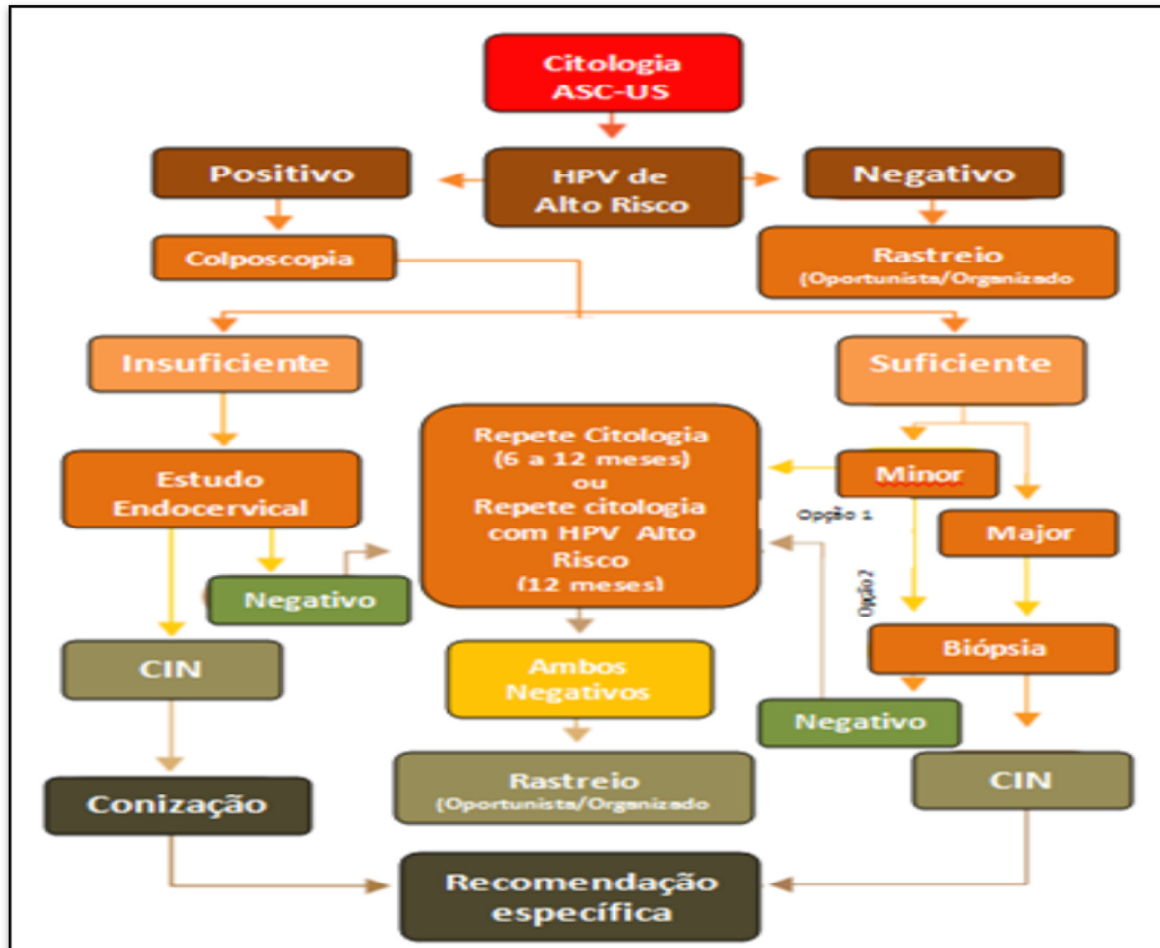 Citologia
ASC-US
Positivo
HPV de
Alto Risco
Negativo
Colposcopia
Rastreio
(Oportunista/Organizado
Insuficiente
Suficiente
Repete Citologia
(6 a 12 meses)
ou
Repete citologia
com HPV Alto
Risco
(12 meses)
Minor
Opção 1
Major
Estudo
Endocervical
Opção 2
Negativo
Biópsia
CIN
Ambos
Negativos
Negativo
Rastreio
(Oportunista/Organizado
CIN
Conização
Recomendação
específica